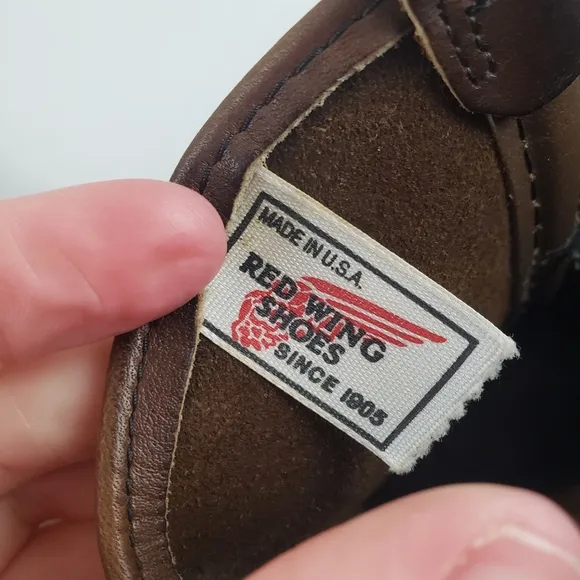 MADE IN U.S.A.
RED WING
SHOES
SINCE 1905